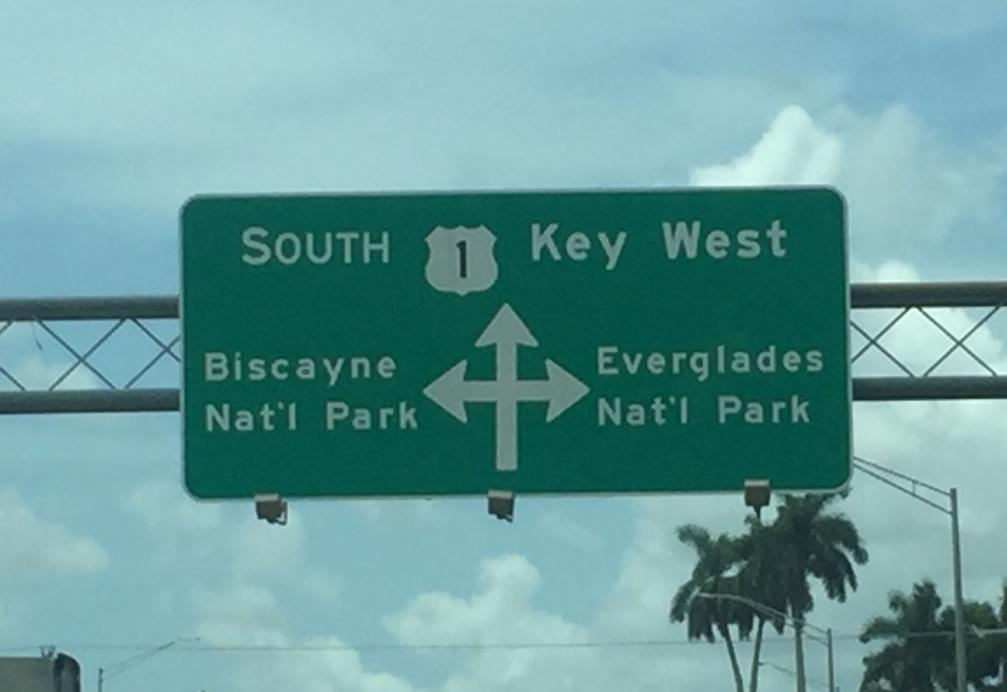 SOUTH 1 Key West
Biscayne Everglades
Nat'l Park Nat'l Park